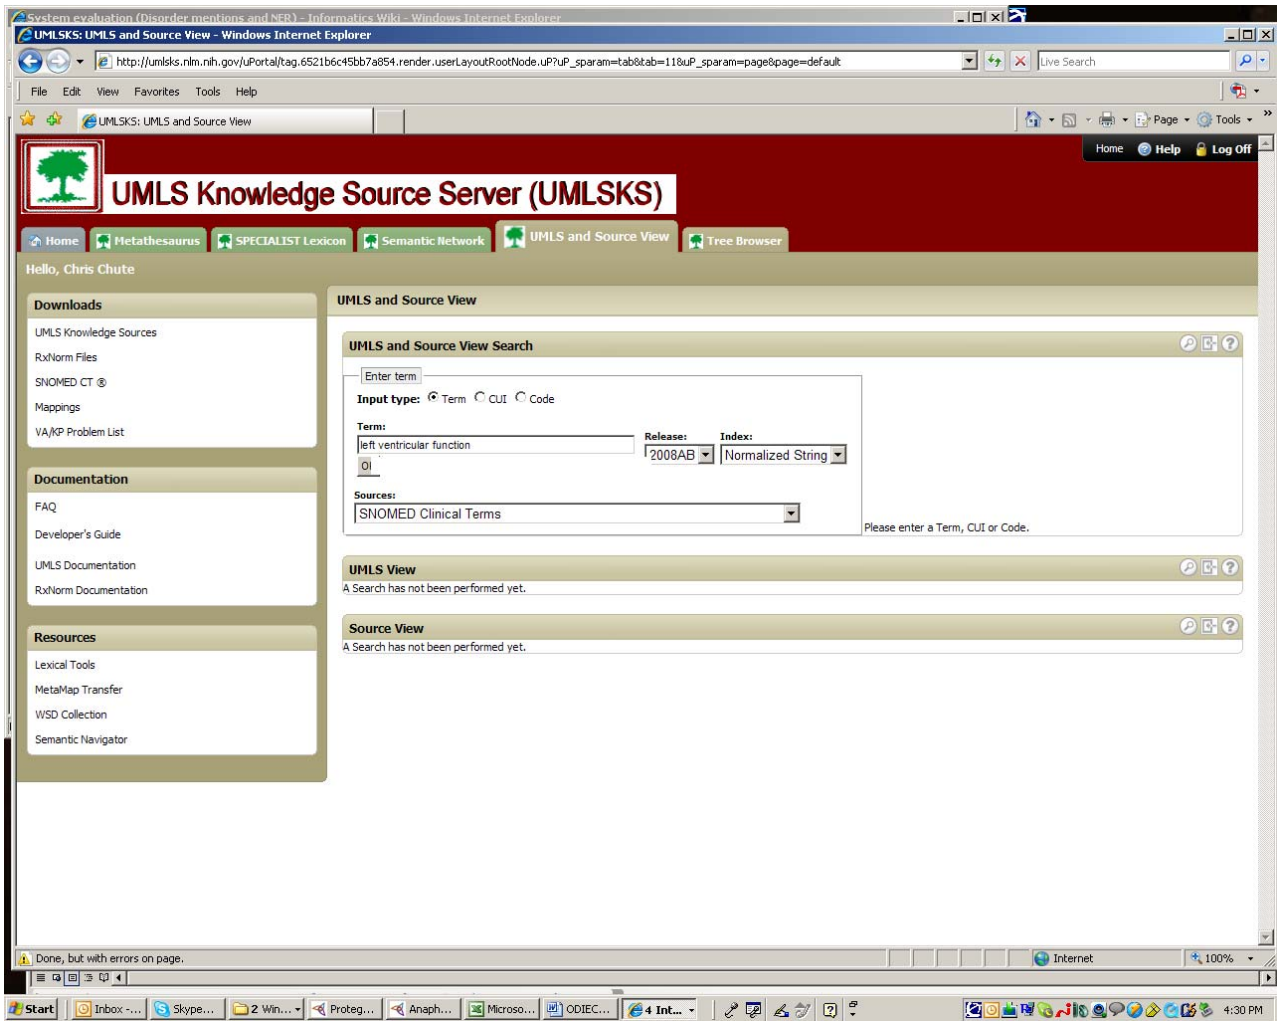 System evaluation (Disorder mentions and NER) - Informatics Wiki - Windows Internet Explorer
UMLSKS: UMLS and Source View - Windows Internet Explorer
http://umlsks.nlm.nih.gov/uPortal/tag.6521b6c45bb7a854.render.userLayoutRootNode.uP?uP_sparam=tab&tab=11&uP_sparam=page&page=default
Live Search
File Edit View Favorites Tools Help
UMLSKS: UMLS and Source View
Page Tools
Home Help Log Off
UMLS Knowledge Source Server (UMLSKS)
Home Metathesaurus SPECIALIST Lexicon Semantic Network UMLS and Source View Tree Browser
Hello, Chris Chute
Downloads
UMLS Knowledge Sources
RxNorm Files
SNOMED CT ®
Mappings
VA/KP Problem List
Documentation
FAQ
Developer's Guide
UMLS Documentation
RxNorm Documentation
Resources
Lexical Tools
MetaMap Transfer
WSD Collection
Semantic Navigator
UMLS and Source View
UMLS and Source View Search
Enter term
Input type: Term CUI Code
Term:
left ventricular function
Release:
2008AB
Index:
Normalized String
Sources:
SNOMED Clinical Terms
Please enter a Term, CUI or Code.
UMLS View
A Search has not been performed yet.
Source View
A Search has not been performed yet.
Done, but with errors on page.
Internet
100%
Start Inbox -... Skype... 2 Win... Proteg... Anaph... Microso... ODIEC... 4 Int... 4:30 PM